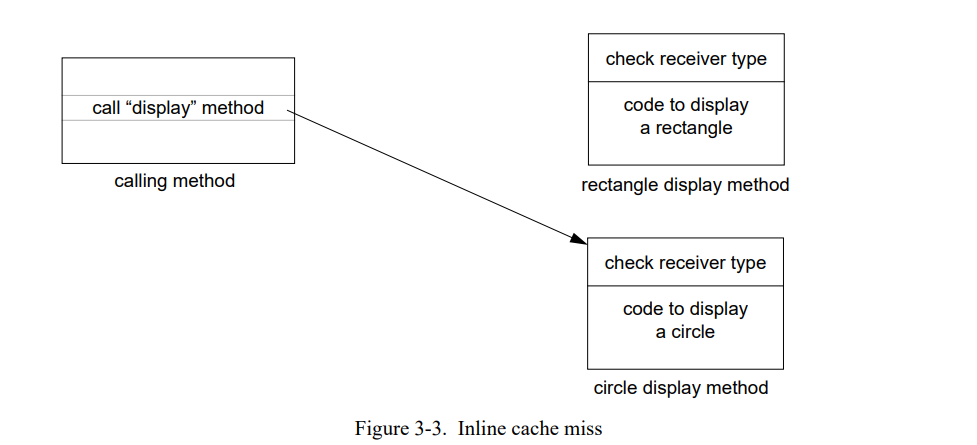 call “display” method
calling method
check receiver type
code to display
a rectangle
rectangle display method
check receiver type
code to display
a circle
circle display method
Figure 3-3.  Inline cache miss